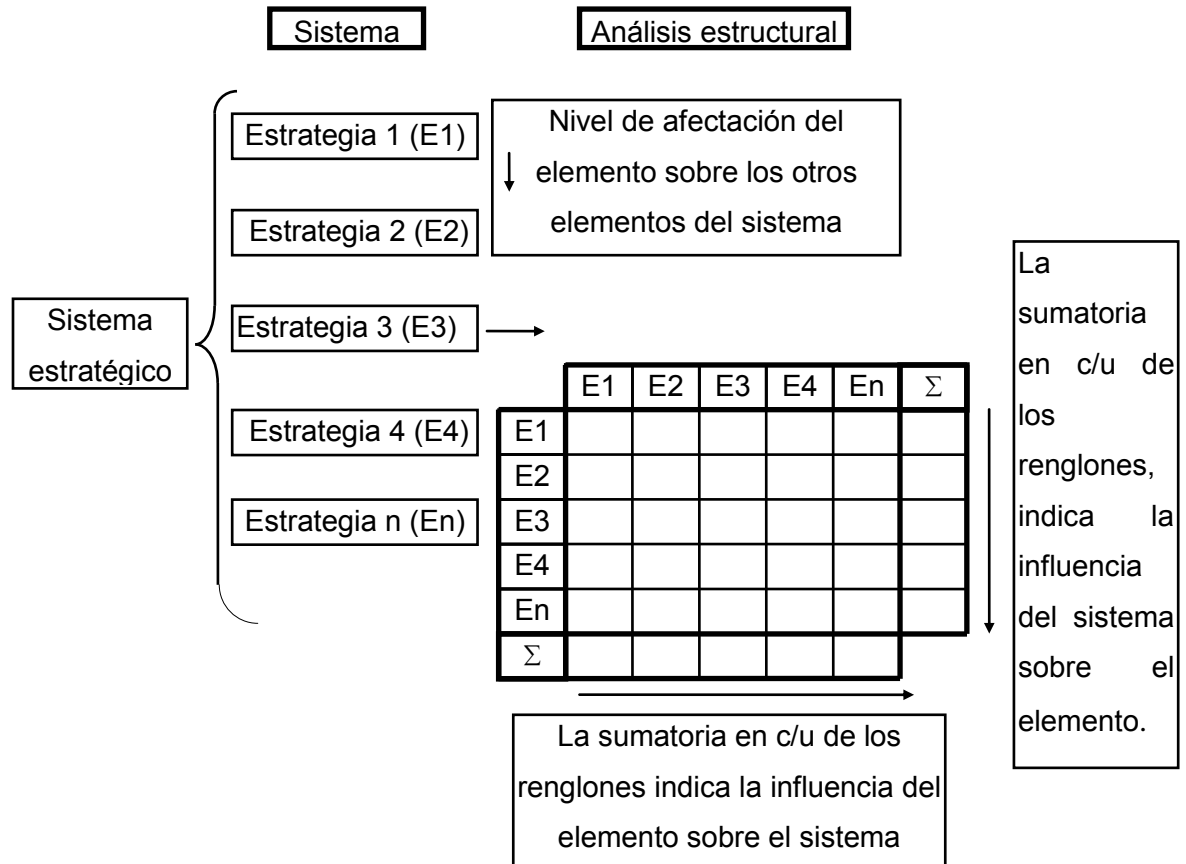 Sistema
Análisis estructural
Sistema
estratégico
Estrategia 1 (E1)
Estrategia 2 (E2)
Estrategia 3 (E3)
Estrategia 4 (E4)
Estrategia n (En)
Nivel de afectación del
elemento sobre los otros
elementos del sistema
E1 E2 E3 E4 En Σ
E1
E2
E3
E4
En
Σ
La
sumatoria
en c/u de
los
renglones,
indica la
influencia
del sistema
sobre el
elemento.
La sumatoria en c/u de los
renglones indica la influencia del
elemento sobre el sistema